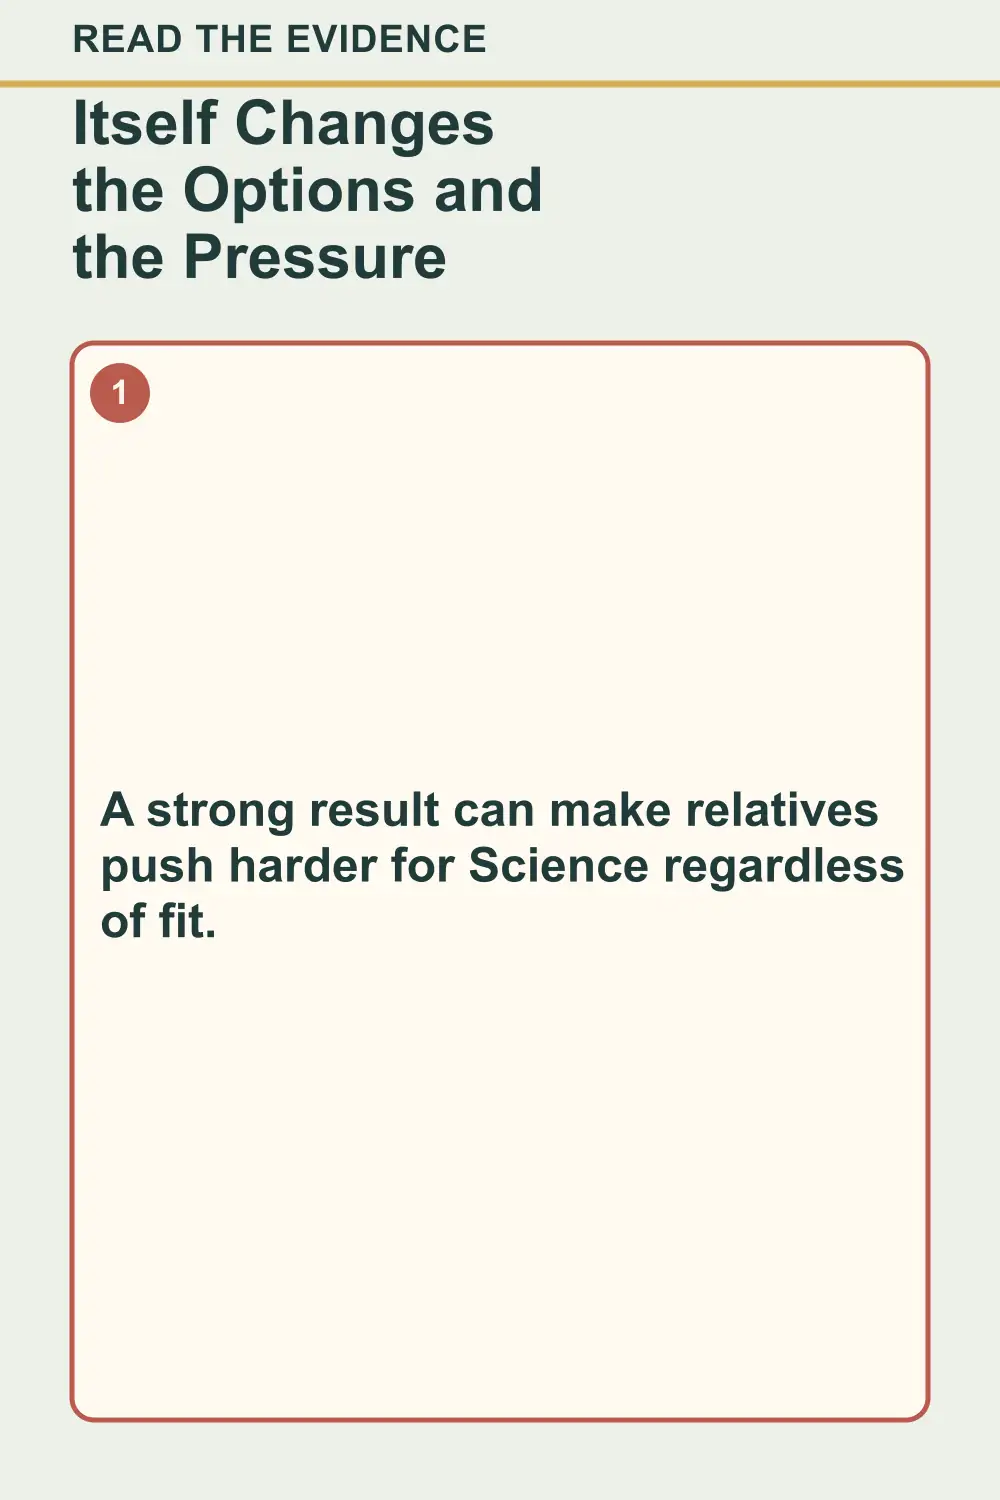 READ THE EVIDENCE
Itself Changes
the Options and
the Pressure
1
A strong result can make relatives
push harder for Science regardless
of fit.